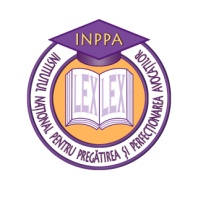 INPPA
INSTITUTUL NAȚIONAL PENTRU PREGĂTIREA ȘI PERFECȚIONAREA AVOCAȚILOR
LEX LEX